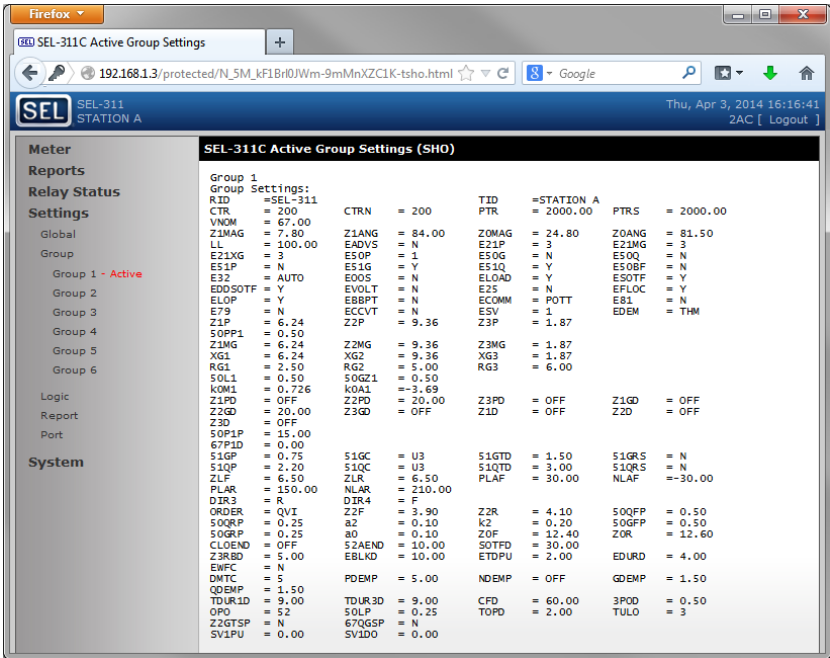 Firefox
SEL-311C Active Group Settings
+
192.168.1.3/protected/N_5M_kF1BrI0JWm-9mMnXZC1K-tsho.html
8 Google
SEL SEL-311
STATION A
Thu, Apr 3, 2014 16:16:41
2AC [ Logout ]
Meter
Reports
Relay Status
Settings
Global
Group
Group 1 - Active
Group 2
Group 3
Group 4
Group 5
Group 6
Logic
Report
Port
System
SEL-311C Active Group Settings (SHO)
Group 1
Group Settings:
RID =SEL-311 TID =STATION A
CTR = 200 CTRN = 200 PTR = 2000.00 PTRS = 2000.00
VNOM = 67.00
Z1MAG = 7.80 Z1ANG = 84.00 Z0MAG = 24.80 Z0ANG = 81.50
LL = 100.00 EADVS = N E21P = 3 E21MG = 3
E21XG = 3 E50P = 1 E50G = N E50Q = N
E51P = N E51G = Y E51Q = Y E50BF = N
E32 = AUTO EOOS = N ELOAD = Y ESOTF = Y
EDDSOTF = Y EVOLT = N E25 = N EFLOC = Y
ELOP = Y EBBPT = N ECOMM = POTT E81 = N
E79 = N ECCVT = N ESV = 1 EDEM = THM
Z1P = 6.24 Z2P = 9.36 Z3P = 1.87
50PP1 = 0.50
Z1MG = 6.24 Z2MG = 9.36 Z3MG = 1.87
XG1 = 6.24 XG2 = 9.36 XG3 = 1.87
RG1 = 2.50 RG2 = 5.00 RG3 = 6.00
50L1 = 0.50 50GZ1 = 0.50
k0M1 = 0.726 k0A1 =-3.69
Z1PD = OFF Z2PD = 20.00 Z3PD = OFF Z1GD = OFF
Z2GD = 20.00 Z3GD = OFF Z1D = OFF Z2D = OFF
Z3D = OFF
50P1P = 15.00
67P1D = 0.00
51GP = 0.75 51GC = U3 51GTD = 1.50 51GRS = N
51QP = 2.20 51QC = U3 51QTD = 3.00 51QRS = N
ZLF = 6.50 ZLR = 6.50 PLAF = 30.00 NLAF =-30.00
PLAR = 150.00 NLAR = 210.00
DIR3 = R DIR4 = F
ORDER = QVI Z2F = 3.90 Z2R = 4.10 50QFP = 0.50
50QRP = 0.25 a2 = 0.10 k2 = 0.20 50GFP = 0.50
50GRP = 0.25 a0 = 0.10 Z0F = 12.40 Z0R = 12.60
CLOEND = OFF 52AEND = 10.00 SOTFD = 30.00
Z3RBD = 5.00 EBLKD = 10.00 ETDPU = 2.00 EDURD = 4.00
EWFC = N
DMTC = 5 PDEMP = 5.00 NDEMP = OFF GDEMP = 1.50
QDEMP = 1.50
TDUR1D = 9.00 TDUR3D = 9.00 CFD = 60.00 3POD = 0.50
OPO = 52 50LP = 0.25 TOPD = 2.00 TULO = 3
Z2GTSP = N 67QGSP = N
SV1PU = 0.00 SV1DO = 0.00